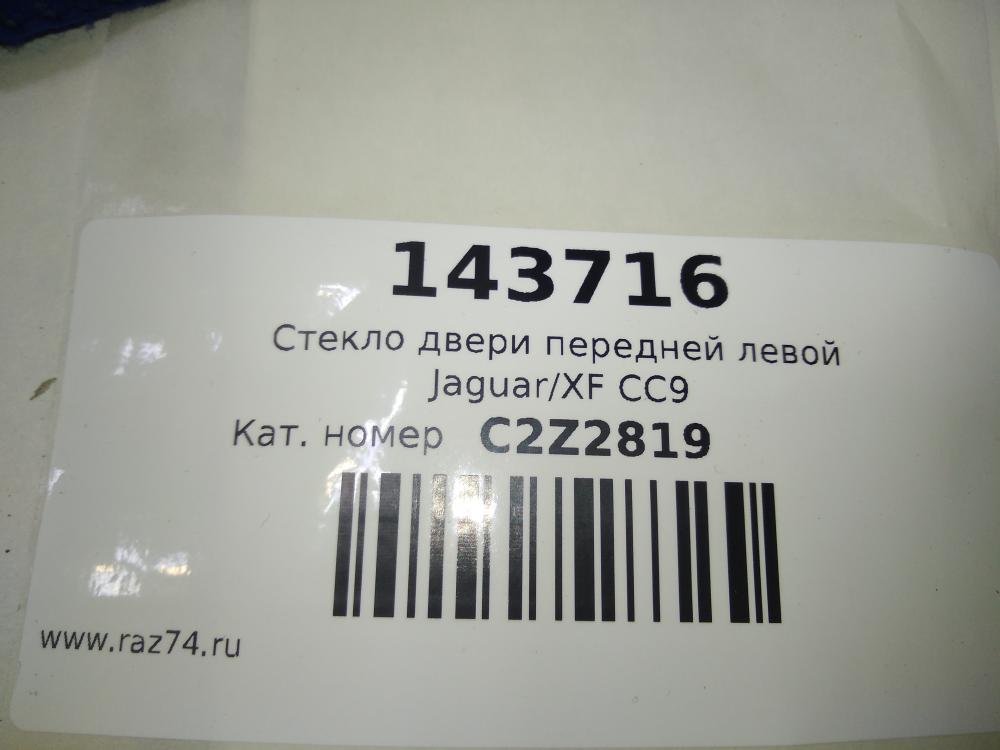 143716
Стекло двери передней левой
Jaguar/XF CC9
Кат. номер C2Z2819
www.raz74.ru